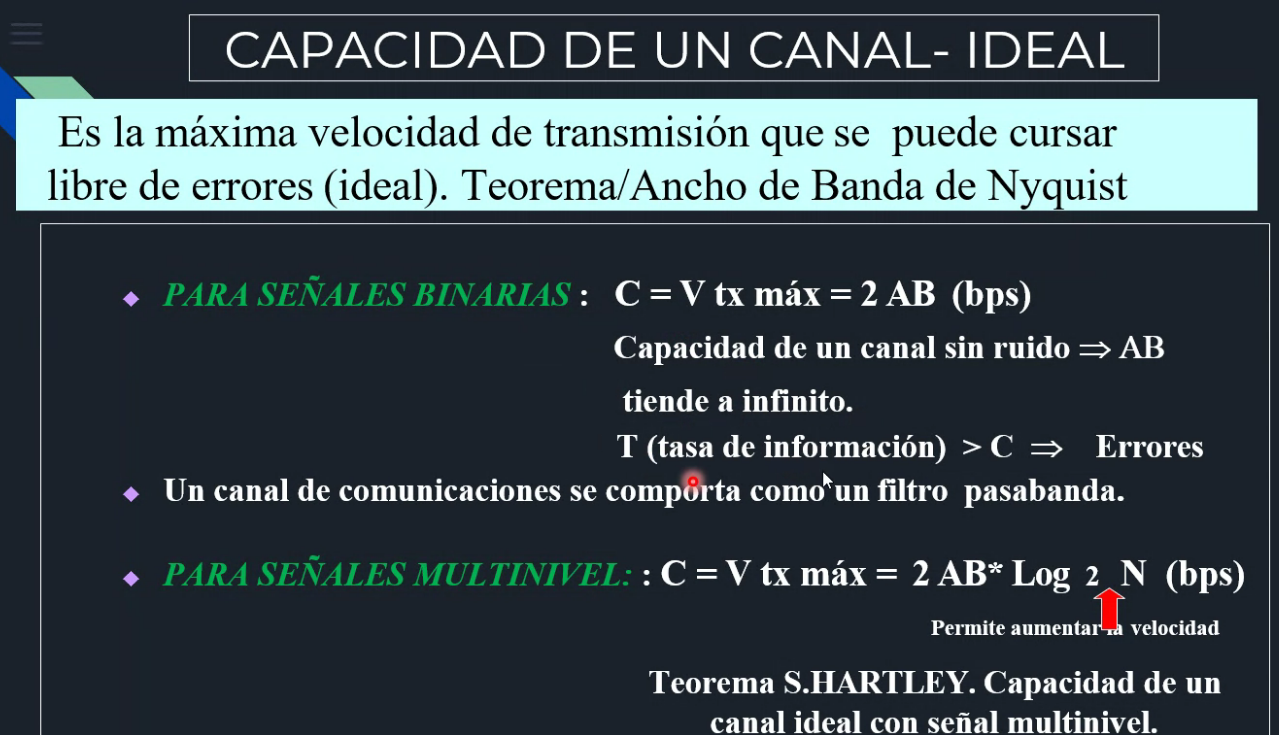 CAPACIDAD DE UN CANAL- IDEAL
Es la máxima velocidad de transmisión que se puede cursar
libre de errores (ideal). Teorema/Ancho de Banda de Nyquist
PARA SEÑALES BINARIAS : C = V tx máx = 2 AB (bps)
Capacidad de un canal sin ruido ⇒ AB
tiende a infinito.
T (tasa de información) > C ⇒ Errores
Un canal de comunicaciones se comporta como un filtro pasabanda.
PARA SEÑALES MULTINIVEL: : C = V tx máx = 2 AB* Log 2 N (bps)
Permite aumentar la velocidad
Teorema S.HARTLEY. Capacidad de un
canal ideal con señal multinivel.